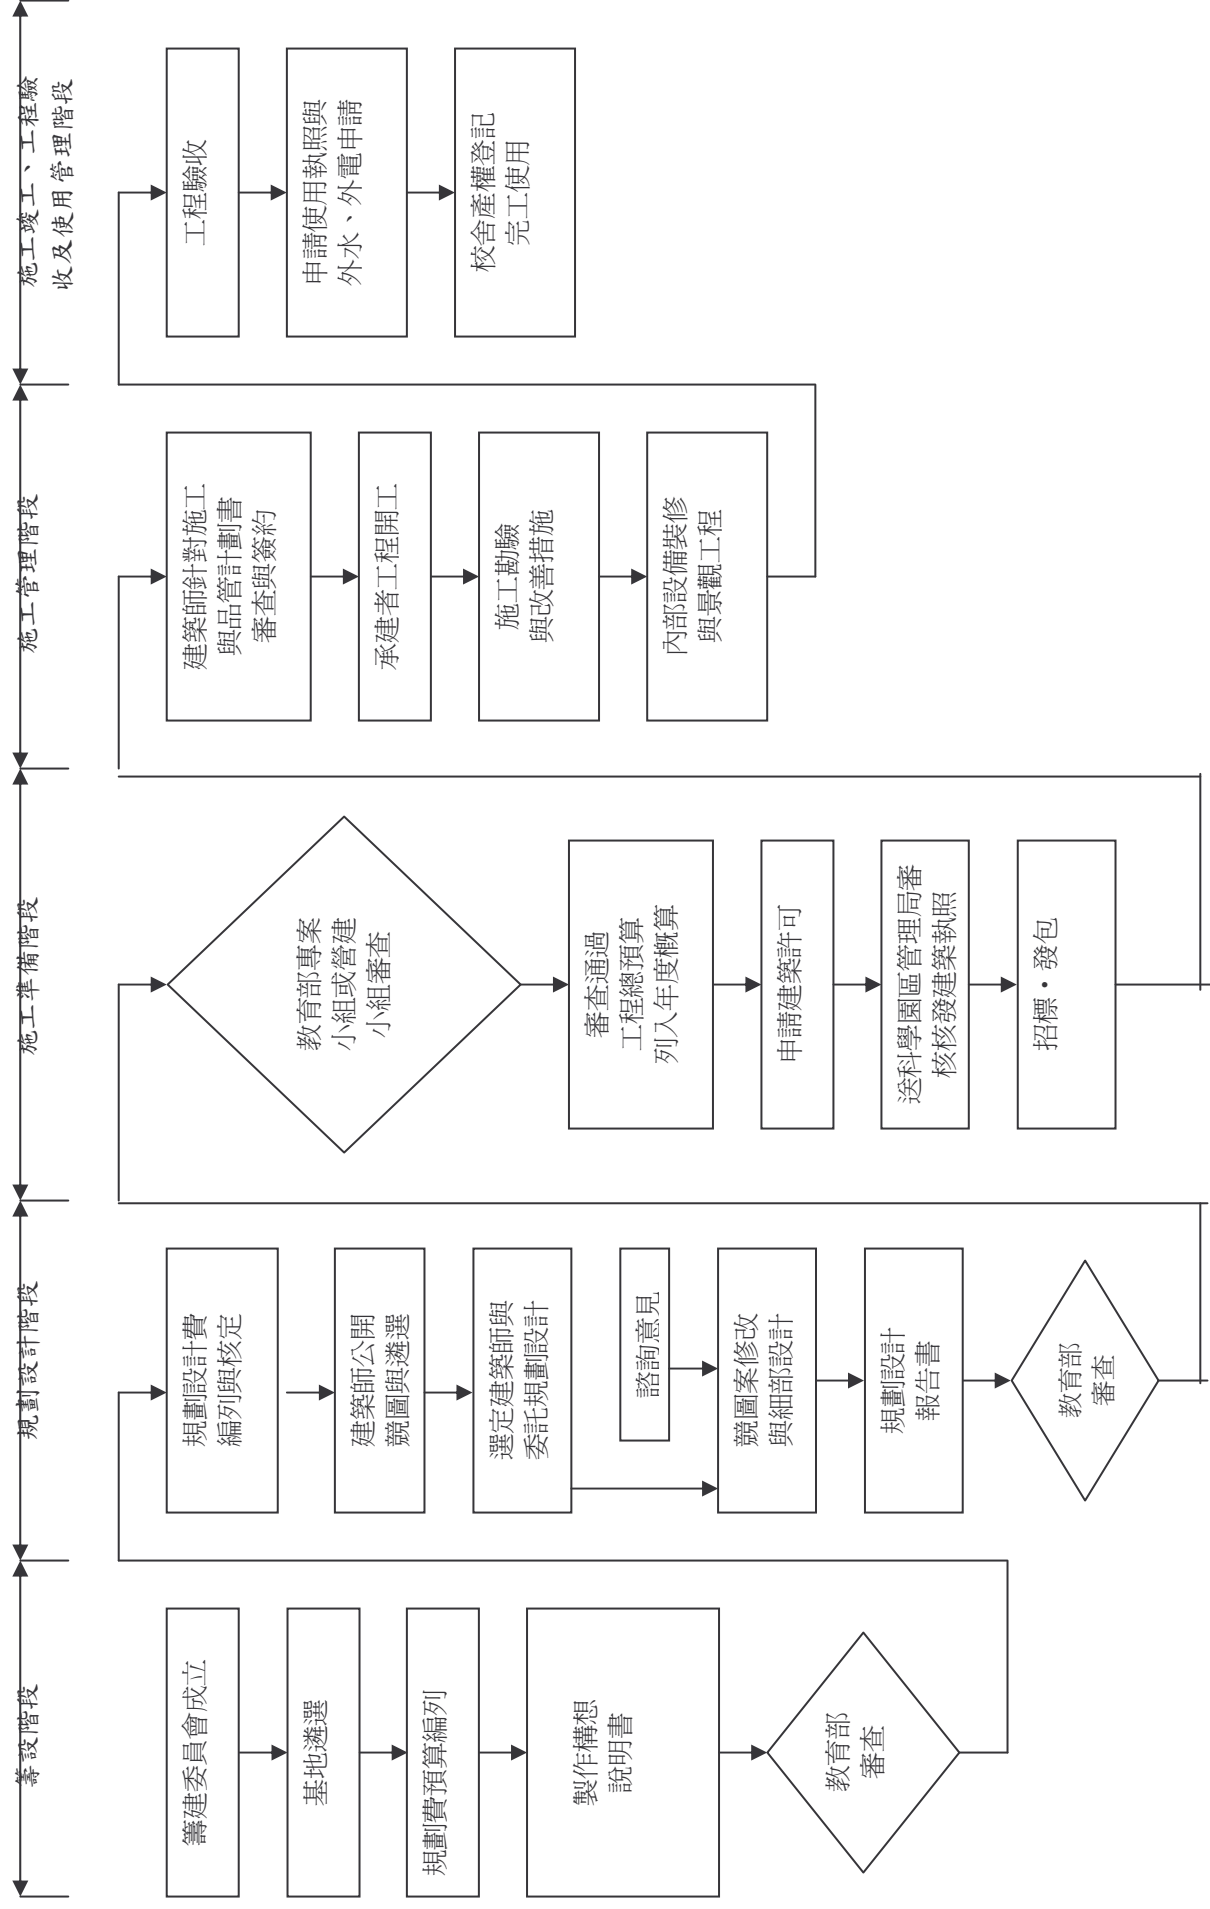 籌設階段
籌建委員會成立
基地遴選
規劃費預算編列
製作構想
說明書
教育部
審查
規劃設計階段
規劃設計費
編列與核定
建築師公開
競圖與遴選
選定建築師與
委託規劃設計
諮詢意見
競圖案修改
與細部設計
規劃設計
報告書
教育部
審查
施工準備階段
教育部專案
小組或營建
小組審查
審查通過
工程總預算
列入年度概算
申請建築許可
送科學園區管理局審
核核發建築執照
招標‧發包
施工管理階段
建築師針對施工
與品管計劃書
審查與簽約
承建者工程開工
施工勘驗
與改善措施
內部設備裝修
與景觀工程
施工竣工、工程驗
收及使用管理階段
工程驗收
申請使用執照與
外水、外電申請
校舍產權登記
完工使用